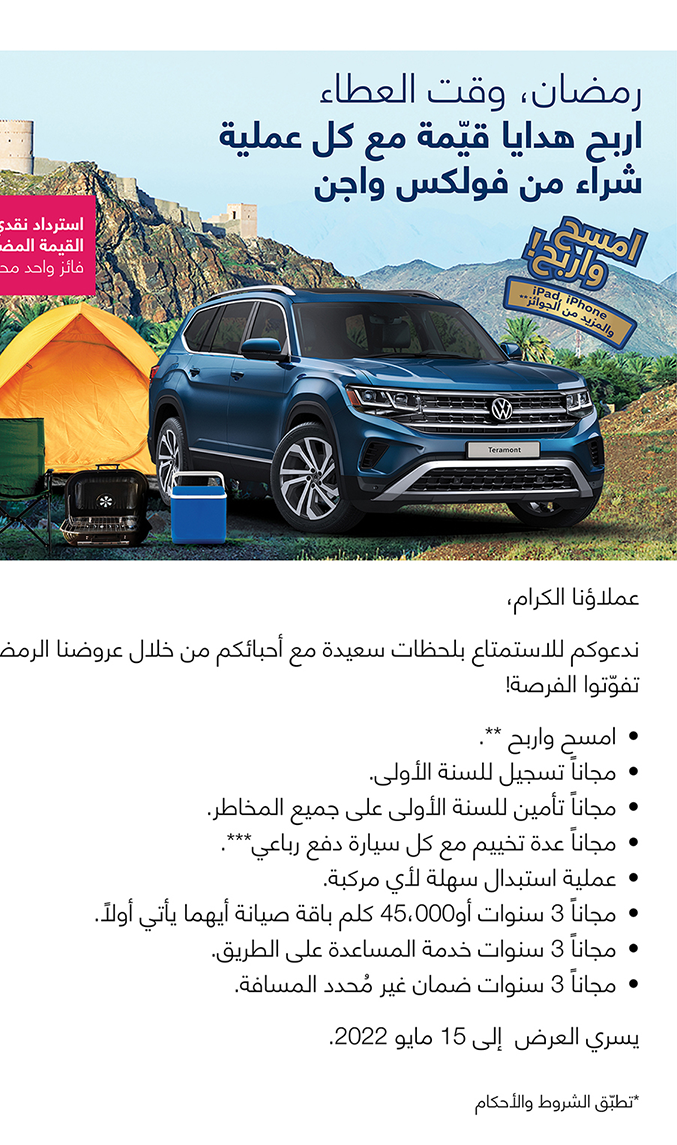 رمضان، وقت العطاء
اربح هدايا قيّمة مع كل عملية
شراء من فولكس واجن
امسح
واربح!
iPad, iPhone
والمزيد من الجوائز**
استرداد نقدي
القيمة
فائز واحد
Teramont
عملاؤنا الكرام،
ندعوكم للاستمتاع بلحظات سعيدة مع أحبائكم من خلال عروضنا
تفوّتوا الفرصة!
• امسح واربح **.
• مجاناً تسجيل للسنة الأولى.
• مجاناً تأمين للسنة الأولى على جميع المخاطر.
• مجاناً عدة تخييم مع كل سيارة دفع رباعي***.
• عملية استبدال سهلة لأي مركبة.
• مجاناً 3 سنوات أو45،000 كلم باقة صيانة أيهما يأتي أولاً.
• مجاناً 3 سنوات خدمة المساعدة على الطريق.
• مجاناً 3 سنوات ضمان غير مُحدد المسافة.
يسري العرض إلى 15 مايو 2022.
*تطبّق الشروط والأحكام